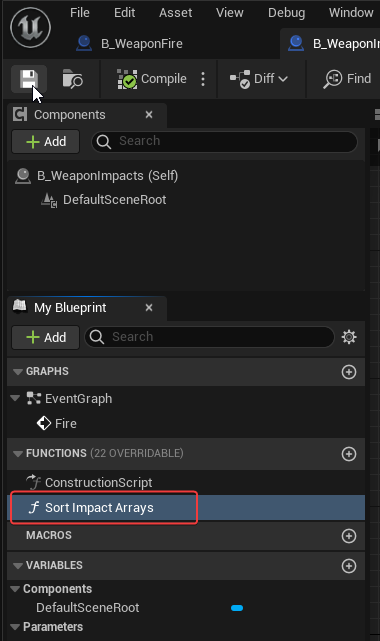 File Edit Asset View Debug Window
B_WeaponFire B_WeaponIm
Compile Diff Find
Components
Add Search
B_WeaponImpacts (Self)
DefaultSceneRoot
My Blueprint
Add Search
GRAPHS
EventGraph
Fire
FUNCTIONS (22 OVERRIDABLE)
ConstructionScript
Sort Impact Arrays
MACROS
VARIABLES
Components
DefaultSceneRoot
Parameters